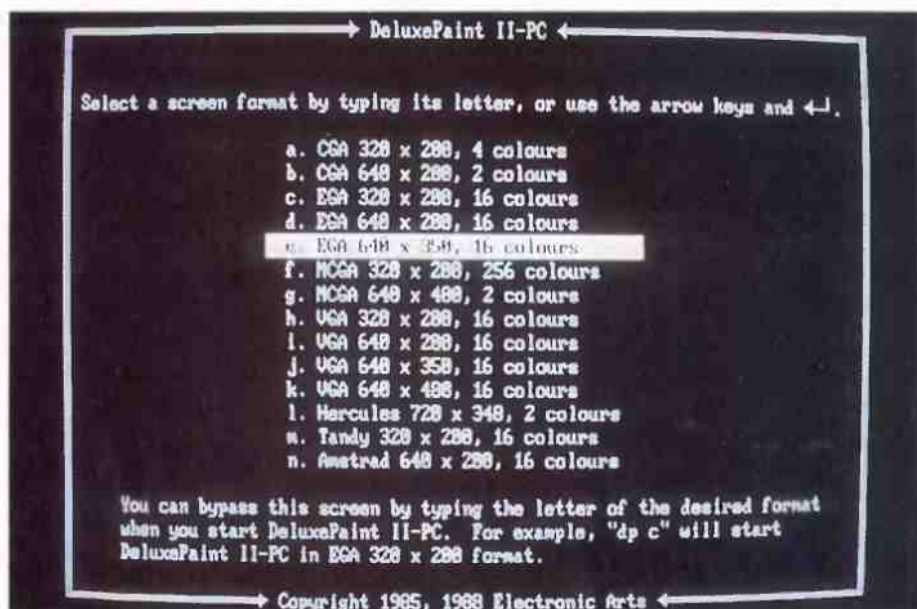 DeluxePaint II-PC
Select a screen format by typing its letter, or use the arrow keys and ↵.
a. CGA 320 x 200, 4 colours
b. CGA 640 x 200, 2 colours
c. EGA 320 x 200, 16 colours
d. EGA 640 x 200, 16 colours
e. EGA 640 x 350, 16 colours
f. MCGA 320 x 200, 256 colours
g. MCGA 640 x 480, 2 colours
h. VGA 320 x 200, 16 colours
i. VGA 640 x 200, 16 colours
j. VGA 640 x 350, 16 colours
k. VGA 640 x 480, 16 colours
l. Hercules 720 x 348, 2 colours
m. Tandy 320 x 200, 16 colours
n. Amstrad 640 x 200, 16 colours
You can bypass this screen by typing the letter of the desired format
when you start DeluxePaint II-PC. For example, "dp c" will start
DeluxePaint II-PC in EGA 320 x 200 format.
Copyright 1985, 1988 Electronic Arts